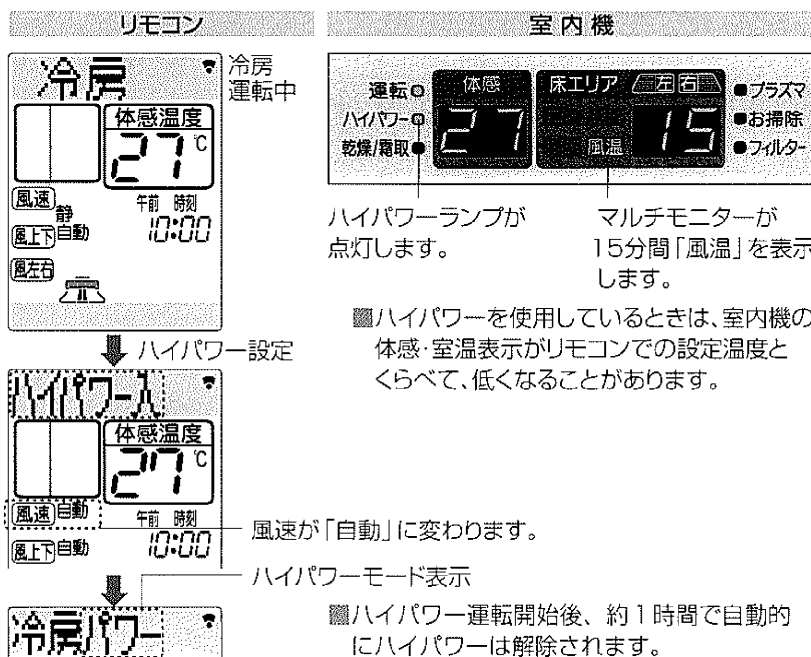 リモコン
室内機
冷房
冷房
運転中
体感温度
27℃
風速 静
午前 時刻
10:00
風上下 自動
風左右
運転
ハイパワー
乾燥/霜取
体感
27
床エリア 左右
風温
15
プラズマ
お掃除
フィルター
ハイパワーランプが
点灯します。
マルチモニターが
15分間「風温」を表示
します。
ハイパワー設定
■ハイパワーを使用しているときは、室内機の
体感・室温表示がリモコンでの設定温度と
くらべて、低くなることがあります。
ハイパワー入
体感温度
27℃
風速 自動
午前 時刻
10:00
風上下 自動
風速が「自動」に変わります。
ハイパワーモード表示
冷房パワー
■ハイパワー運転開始後、約1時間で自動的
にハイパワーは解除されます。